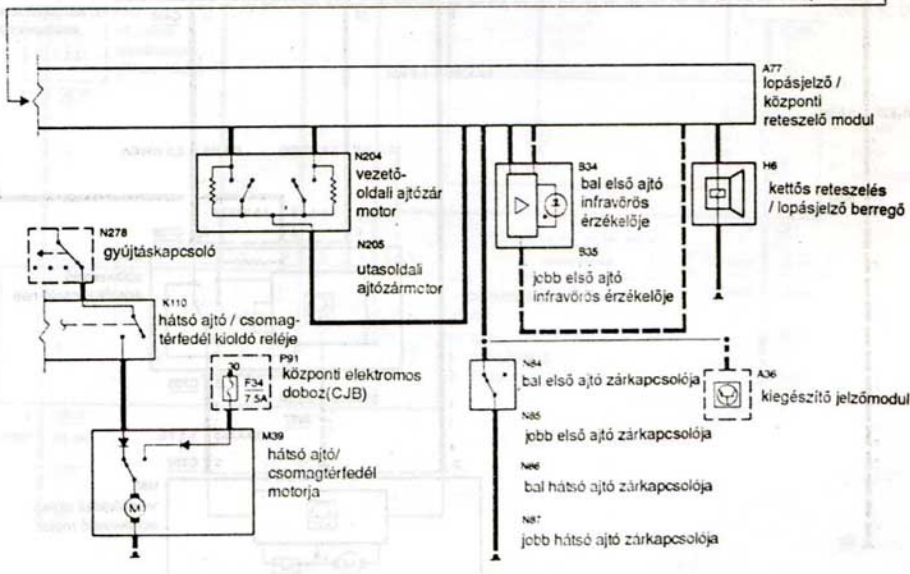 A77
lopásjelző /
központi
reteszelő modul
N204
vezető-
oldali ajtózár
motor
N205
utasoldali
ajtózármotor
B34
bal első ajtó
infravörös
érzékelője
B35
jobb első ajtó
infravörös érzékelője
H6
kettős reteszelés
/ lopásjelző berregő
N278
gyújtáskapcsoló
K110
hátsó ajtó / csomag-
térfedél kioldó reléje
P91
központi elektromos
doboz(CJB)
30
F34
7.5A
M39
hátsó ajtó/
csomagtérfedél
motorja
M
N84
bal első ajtó zárkapcsolója
N85
jobb első ajtó zárkapcsolója
N86
bal hátsó ajtó zárkapcsolója
N87
jobb hátsó ajtó zárkapcsolója
A36
kiegészítő jelzőmodul